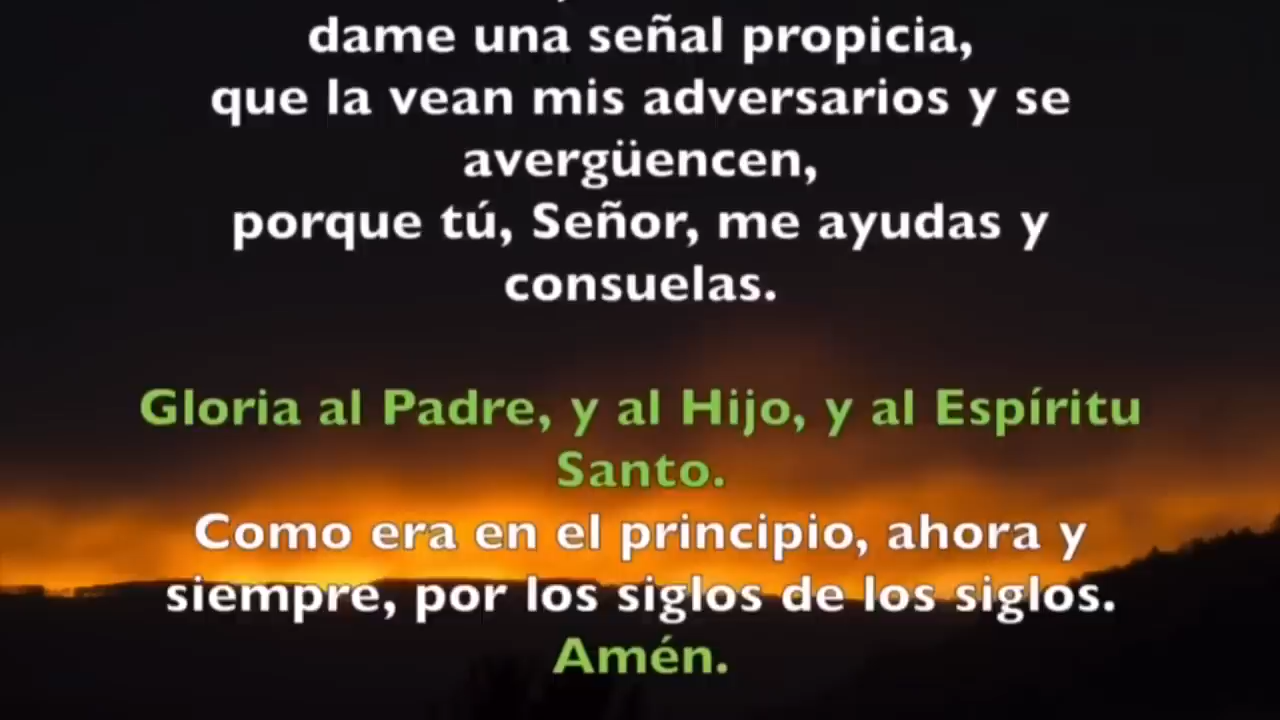 dame una señal propicia,
que la vean mis adversarios y se
avergüencen,
porque tú, Señor, me ayudas y
consuelas.
Gloria al Padre, y al Hijo, y al Espíritu
Santo.
Como era en el principio, ahora y
siempre, por los siglos de los siglos.
Amén.